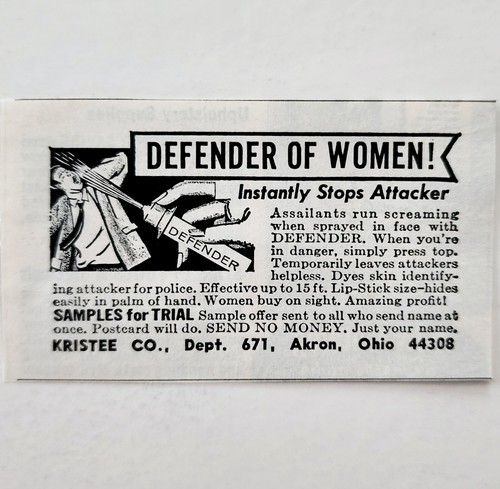 DEFENDER OF WOMEN!
Instantly Stops Attacker
DEFENDER
Assailants run screaming
when sprayed in face with
DEFENDER. When you're
in danger, simply press top.
Temporarily leaves attackers
helpless. Dyes skin identify-
ing attacker for police. Effective up to 15 ft. Lip-Stick size-hides
easily in palm of hand. Women buy on sight. Amazing profit!
SAMPLES for TRIAL Sample offer sent to all who send name at
once. Postcard will do. SEND NO MONEY. Just your name.
KRISTEE CO., Dept. 671, Akron, Ohio 44308